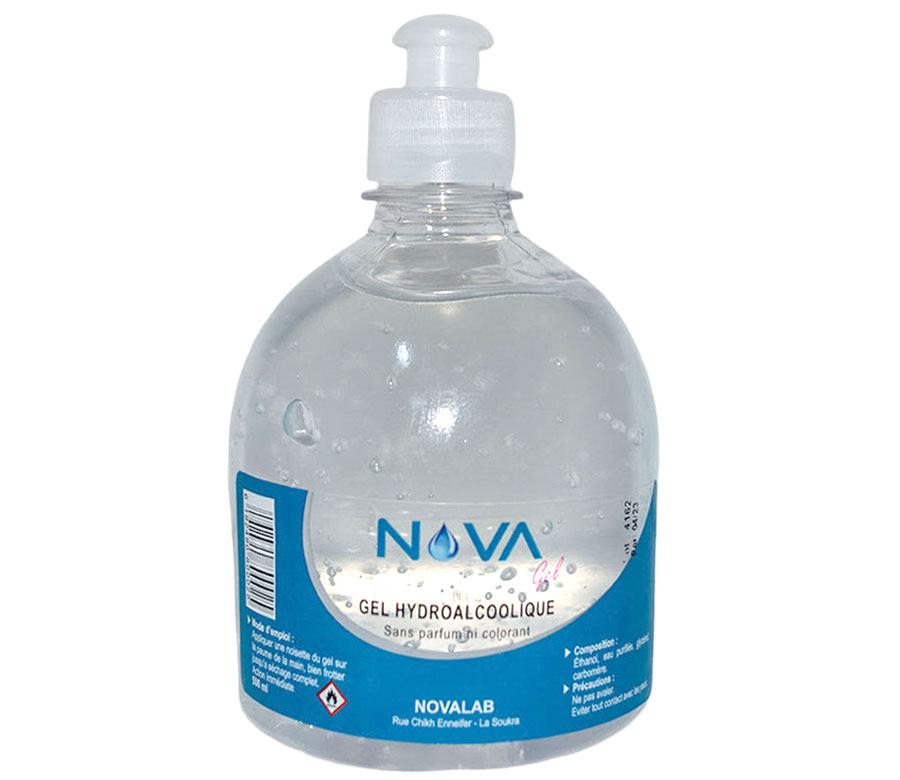 NOVA
Gel
GEL HYDROALCOOLIQUE
Sans parfum ni colorant
Mode d'emploi :
Appliquer une noisette du gel sur
la paume de la main, bien frotter
jusqu'à séchage complet.
Action immédiate
500 ml
NOVALAB
Rue Chikh Enneifer - La Soukra
Composition :
Éthanol, eau purifiée, glycérol,
carbomère.
Précautions :
Ne pas avaler.
Eviter tout contact avec les yeux.
4162
04/23